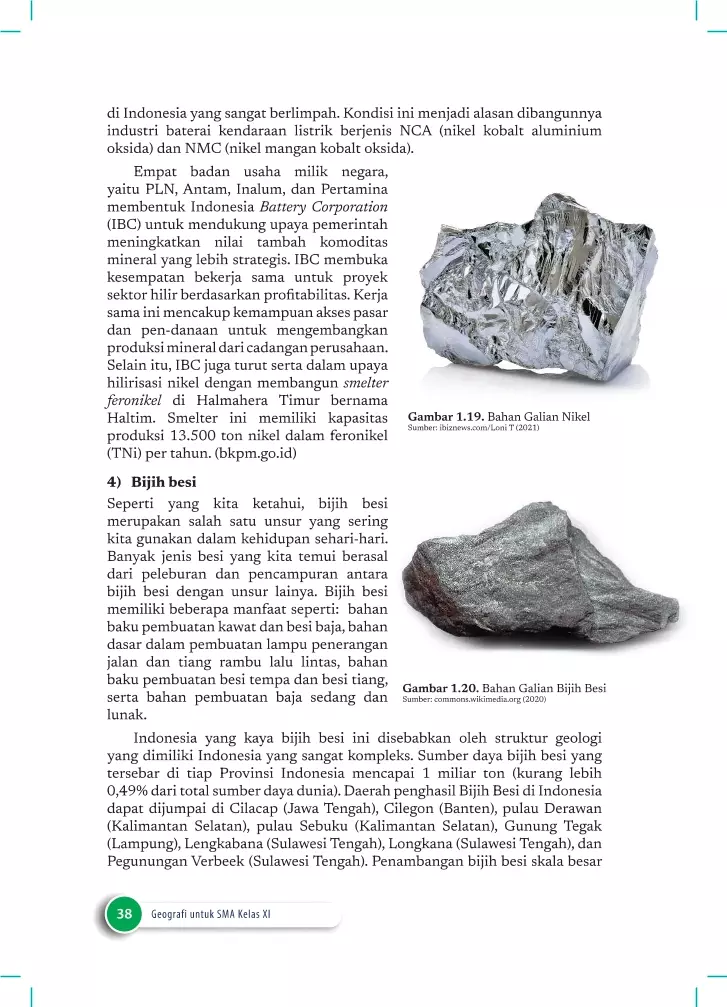 di Indonesia yang sangat berlimpah. Kondisi ini menjadi alasan dibangunnya
industri baterai kendaraan listrik berjenis NCA (nikel kobalt aluminium
oksida) dan NMC (nikel mangan kobalt oksida).
Empat badan usaha milik negara,
yaitu PLN, Antam, Inalum, dan Pertamina
membentuk Indonesia Battery Corporation
(IBC) untuk mendukung upaya pemerintah
meningkatkan nilai tambah komoditas
mineral yang lebih strategis. IBC membuka
kesempatan bekerja sama untuk proyek
sektor hilir berdasarkan profitabilitas. Kerja
sama ini mencakup kemampuan akses pasar
dan pen-danaan untuk mengembangkan
produksi mineral dari cadangan perusahaan.
Selain itu, IBC juga turut serta dalam upaya
hilirisasi nikel dengan membangun smelter
feronikel di Halmahera Timur bernama
Haltim. Smelter ini memiliki kapasitas
produksi 13.500 ton nikel dalam feronikel
(TNi) per tahun. (bkpm.go.id)
Gambar 1.19. Bahan Galian Nikel
Sumber: ibiznews.com/Loni T (2021)
4) Bijih besi
Seperti yang kita ketahui, bijih besi
merupakan salah satu unsur yang sering
kita gunakan dalam kehidupan sehari-hari.
Banyak jenis besi yang kita temui berasal
dari peleburan dan pencampuran antara
bijih besi dengan unsur lainya. Bijih besi
memiliki beberapa manfaat seperti: bahan
baku pembuatan kawat dan besi baja, bahan
dasar dalam pembuatan lampu penerangan
jalan dan tiang rambu lalu lintas, bahan
baku pembuatan besi tempa dan besi tiang,
serta bahan pembuatan baja sedang dan
lunak.
Gambar 1.20. Bahan Galian Bijih Besi
Sumber: commons.wikimedia.org (2020)
Indonesia yang kaya bijih besi ini disebabkan oleh struktur geologi
yang dimiliki Indonesia yang sangat kompleks. Sumber daya bijih besi yang
tersebar di tiap Provinsi Indonesia mencapai 1 miliar ton (kurang lebih
0,49% dari total sumber daya dunia). Daerah penghasil Bijih Besi di Indonesia
dapat dijumpai di Cilacap (Jawa Tengah), Cilegon (Banten), pulau Derawan
(Kalimantan Selatan), pulau Sebuku (Kalimantan Selatan), Gunung Tegak
(Lampung), Lengkabana (Sulawesi Tengah), Longkana (Sulawesi Tengah), dan
Pegunungan Verbeek (Sulawesi Tengah). Penambangan bijih besi skala besar
38 Geografi untuk SMA Kelas XI